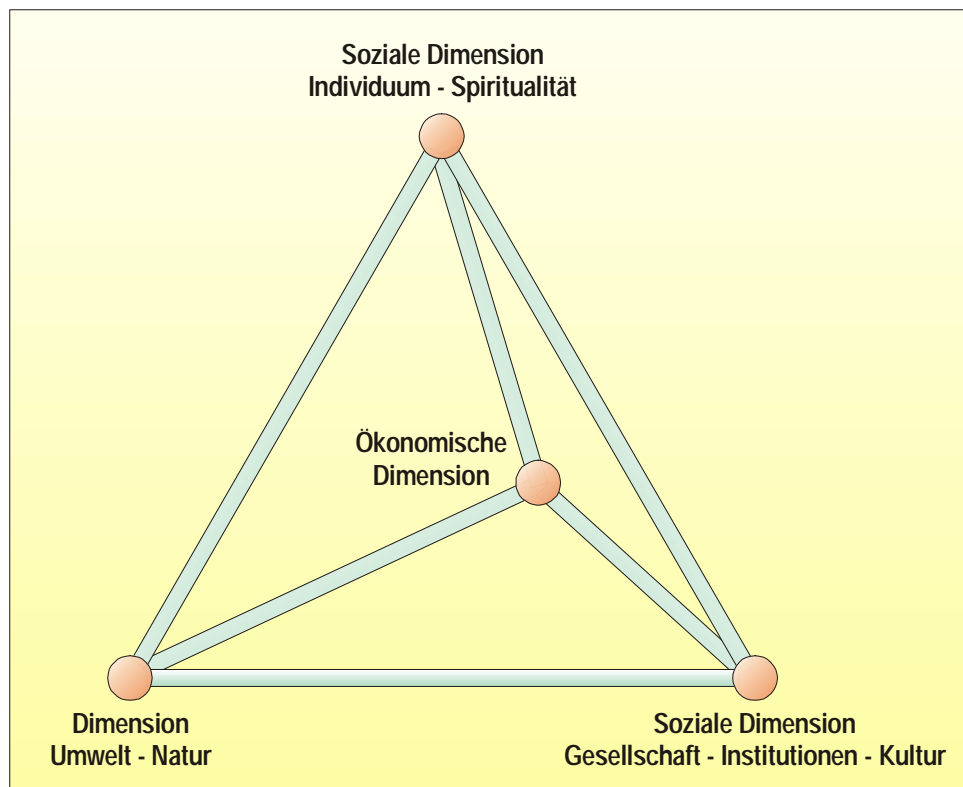 Soziale Dimension
Individuum - Spiritualität
Ökonomische
Dimension
Dimension
Umwelt - Natur
Soziale Dimension
Gesellschaft - Institutionen - Kultur